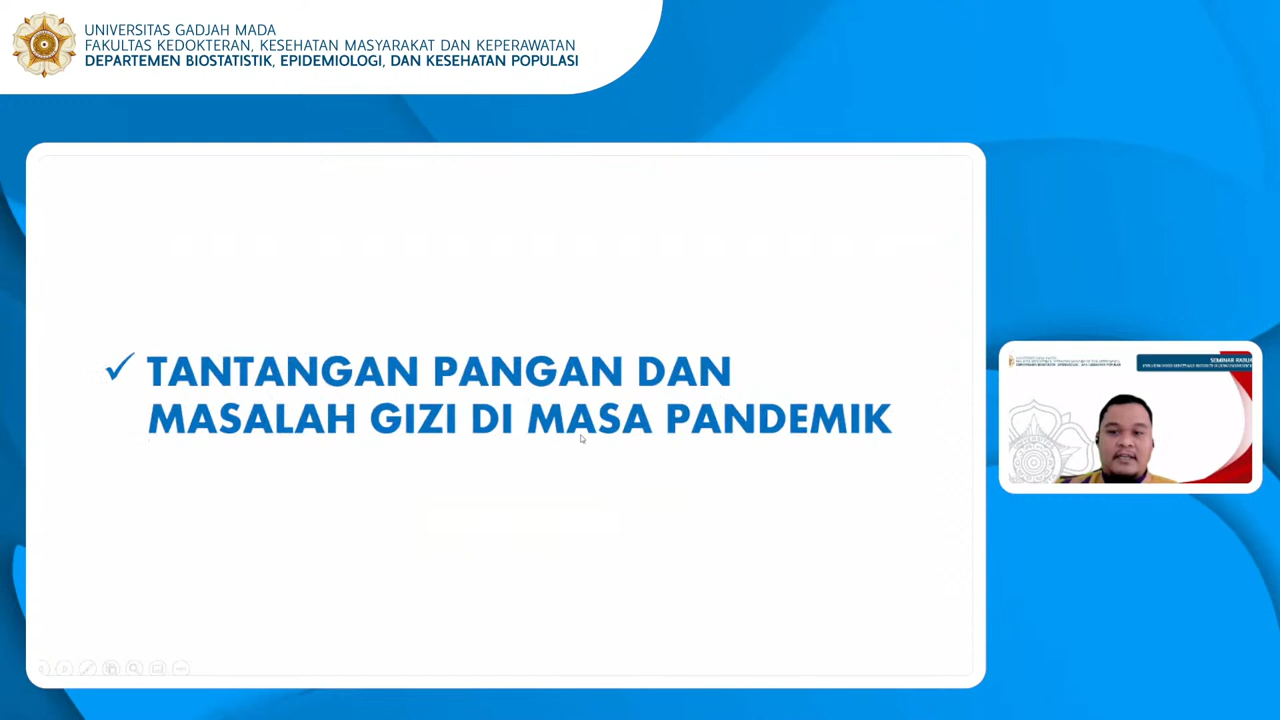 UNIVERSITAS GADJAH MADA
FAKULTAS KEDOKTERAN, KESEHATAN MASYARAKAT DAN KEPERAWATAN
DEPARTEMEN BIOSTATISTIK, EPIDEMIOLOGI, DAN KESEHATAN POPULASI
✓ TANTANGAN PANGAN DAN
MASALAH GIZI DI MASA PANDEMIK